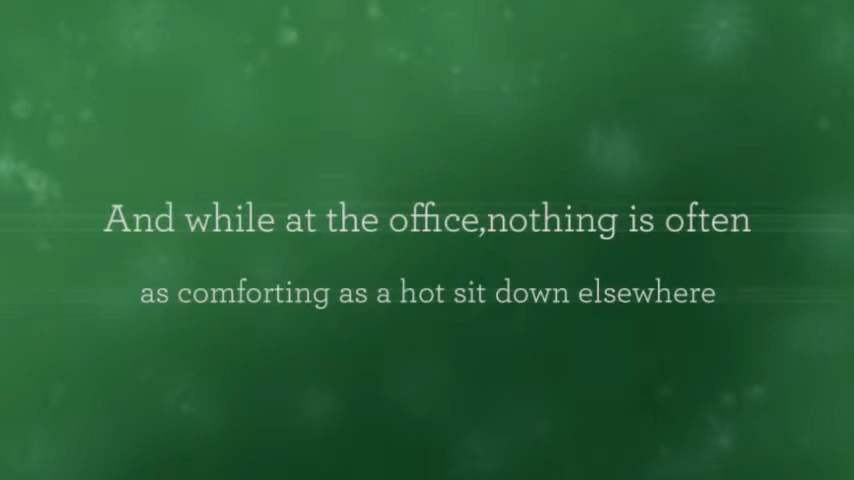 And while at the office,nothing is often
as comforting as a hot sit down elsewhere